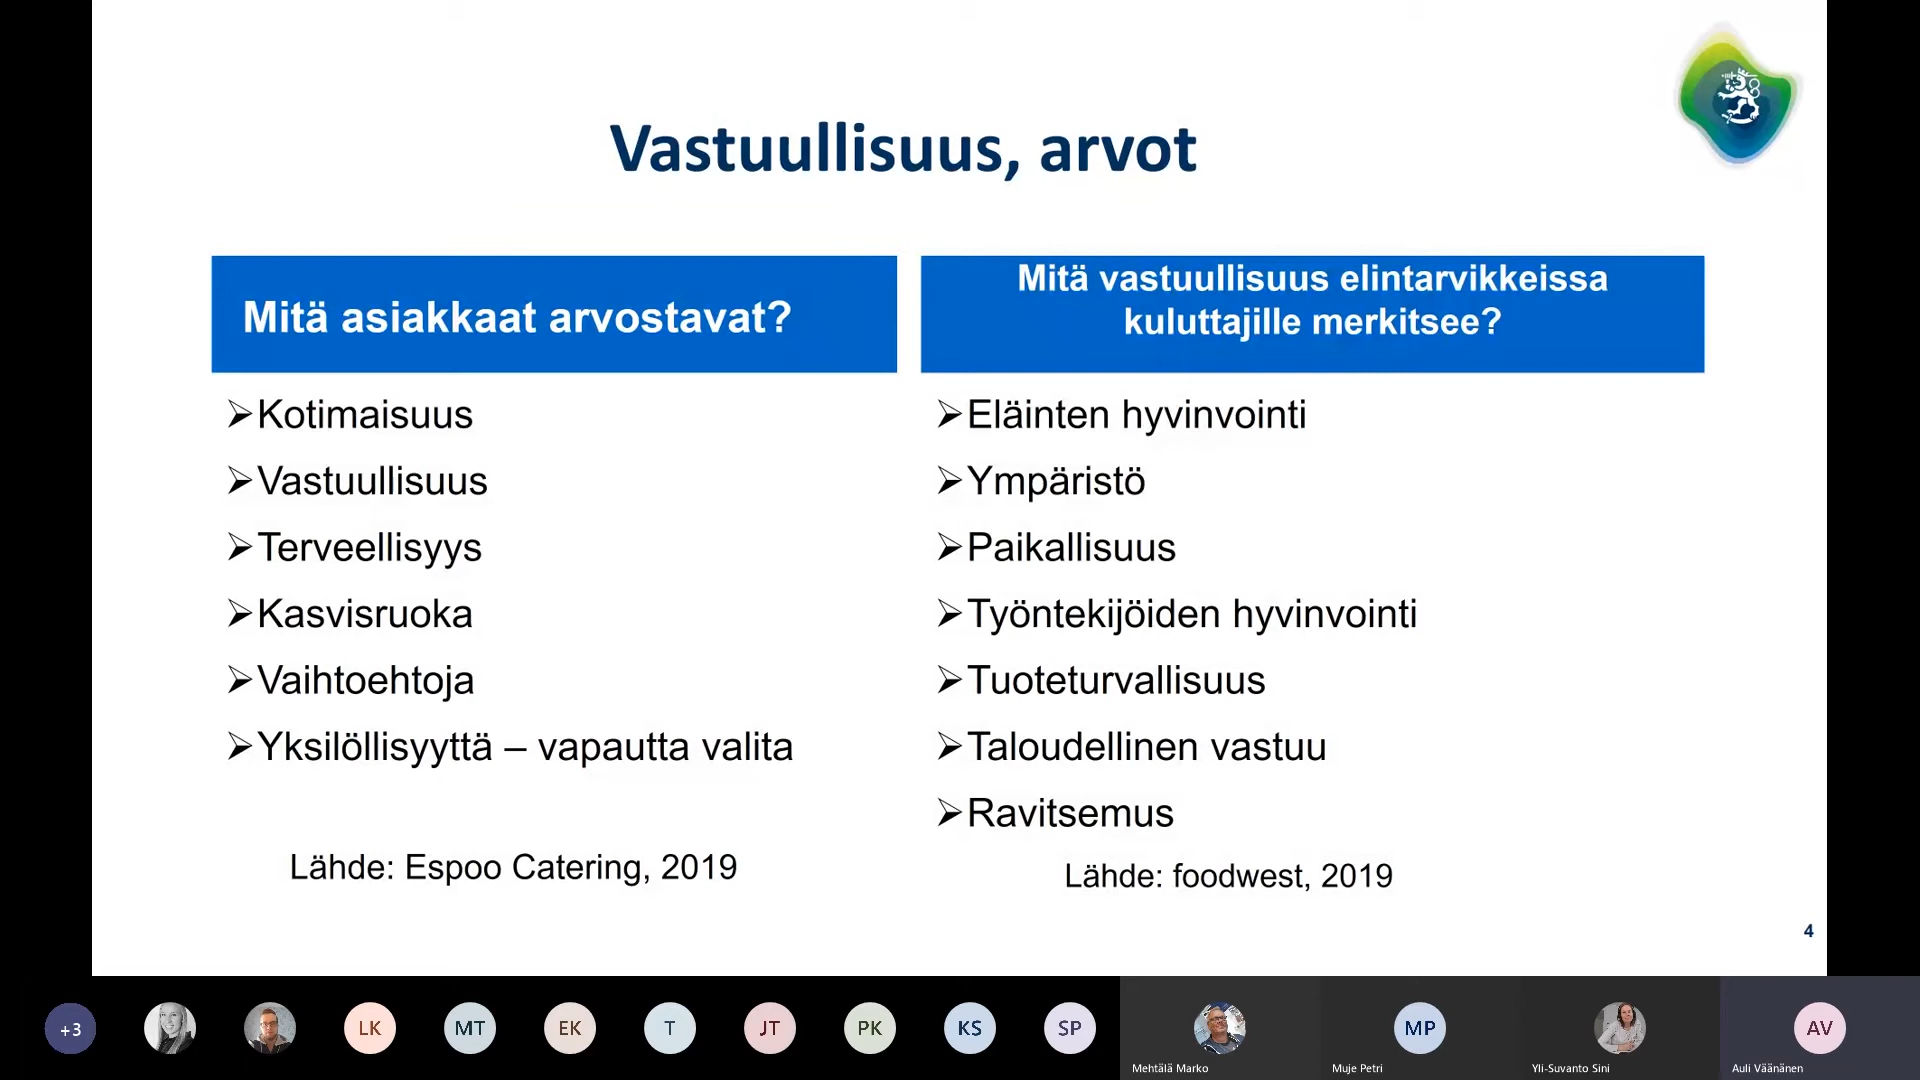 Vastuullisuus, arvot
Mitä asiakkaat arvostavat?
➢Kotimaisuus
➢Vastuullisuus
➢Terveellisyys
➢Kasvisruoka
➢Vaihtoehtoja
➢Yksilöllisyyttä – vapautta valita
Lähde: Espoo Catering, 2019
Mitä vastuullisuus elintarvikkeissa
kuluttajille merkitsee?
➢Eläinten hyvinvointi
➢Ympäristö
➢Paikallisuus
➢Työntekijöiden hyvinvointi
➢Tuoteturvallisuus
➢Taloudellinen vastuu
➢Ravitsemus
Lähde: foodwest, 2019
4
+3
LK
MT
EK
T
JT
PK
KS
SP
Mehtälä Marko
MP
Muje Petri
Yli-Suvanto Sini
AV
Auli Väänänen